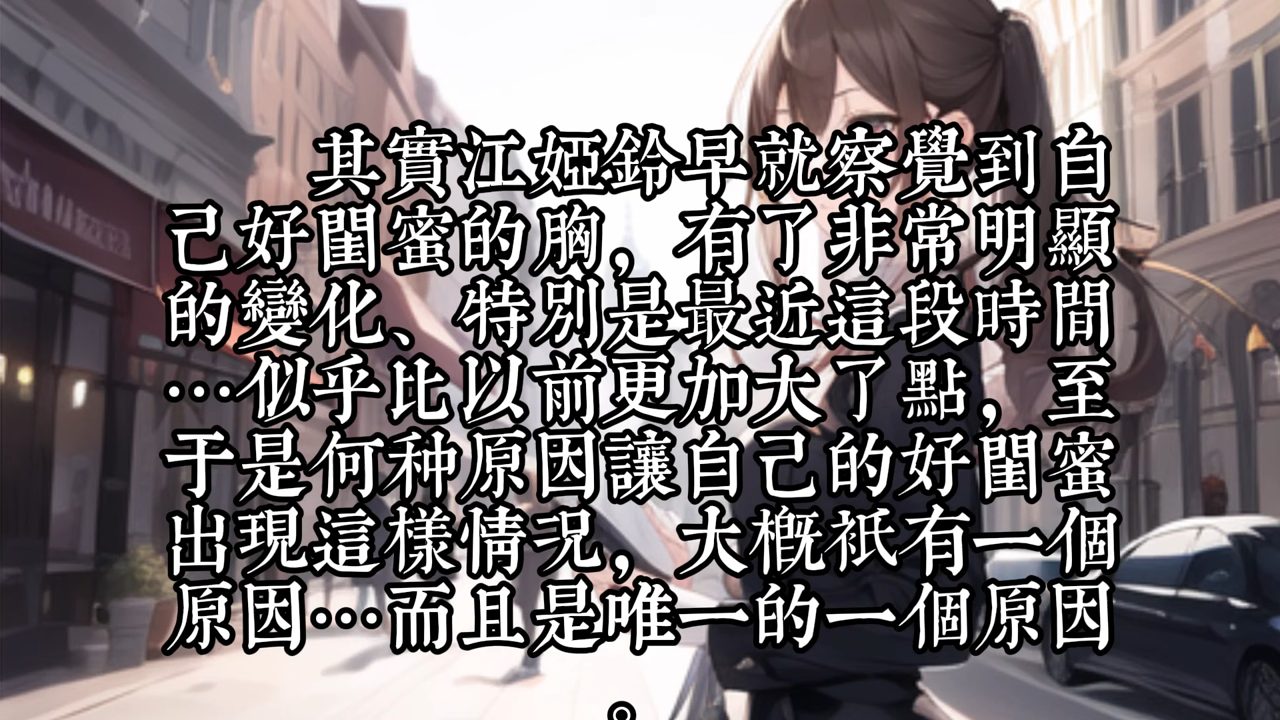 其實江婭鈴早就察覺到自
己好閨蜜的胸，有了非常明顯
的變化、特別是最近這段時間
…似乎比以前更加大了點，至
于是何种原因讓自己的好閨蜜
出現這樣情況，大概衹有一個
原因…而且是唯一的一個原因
。